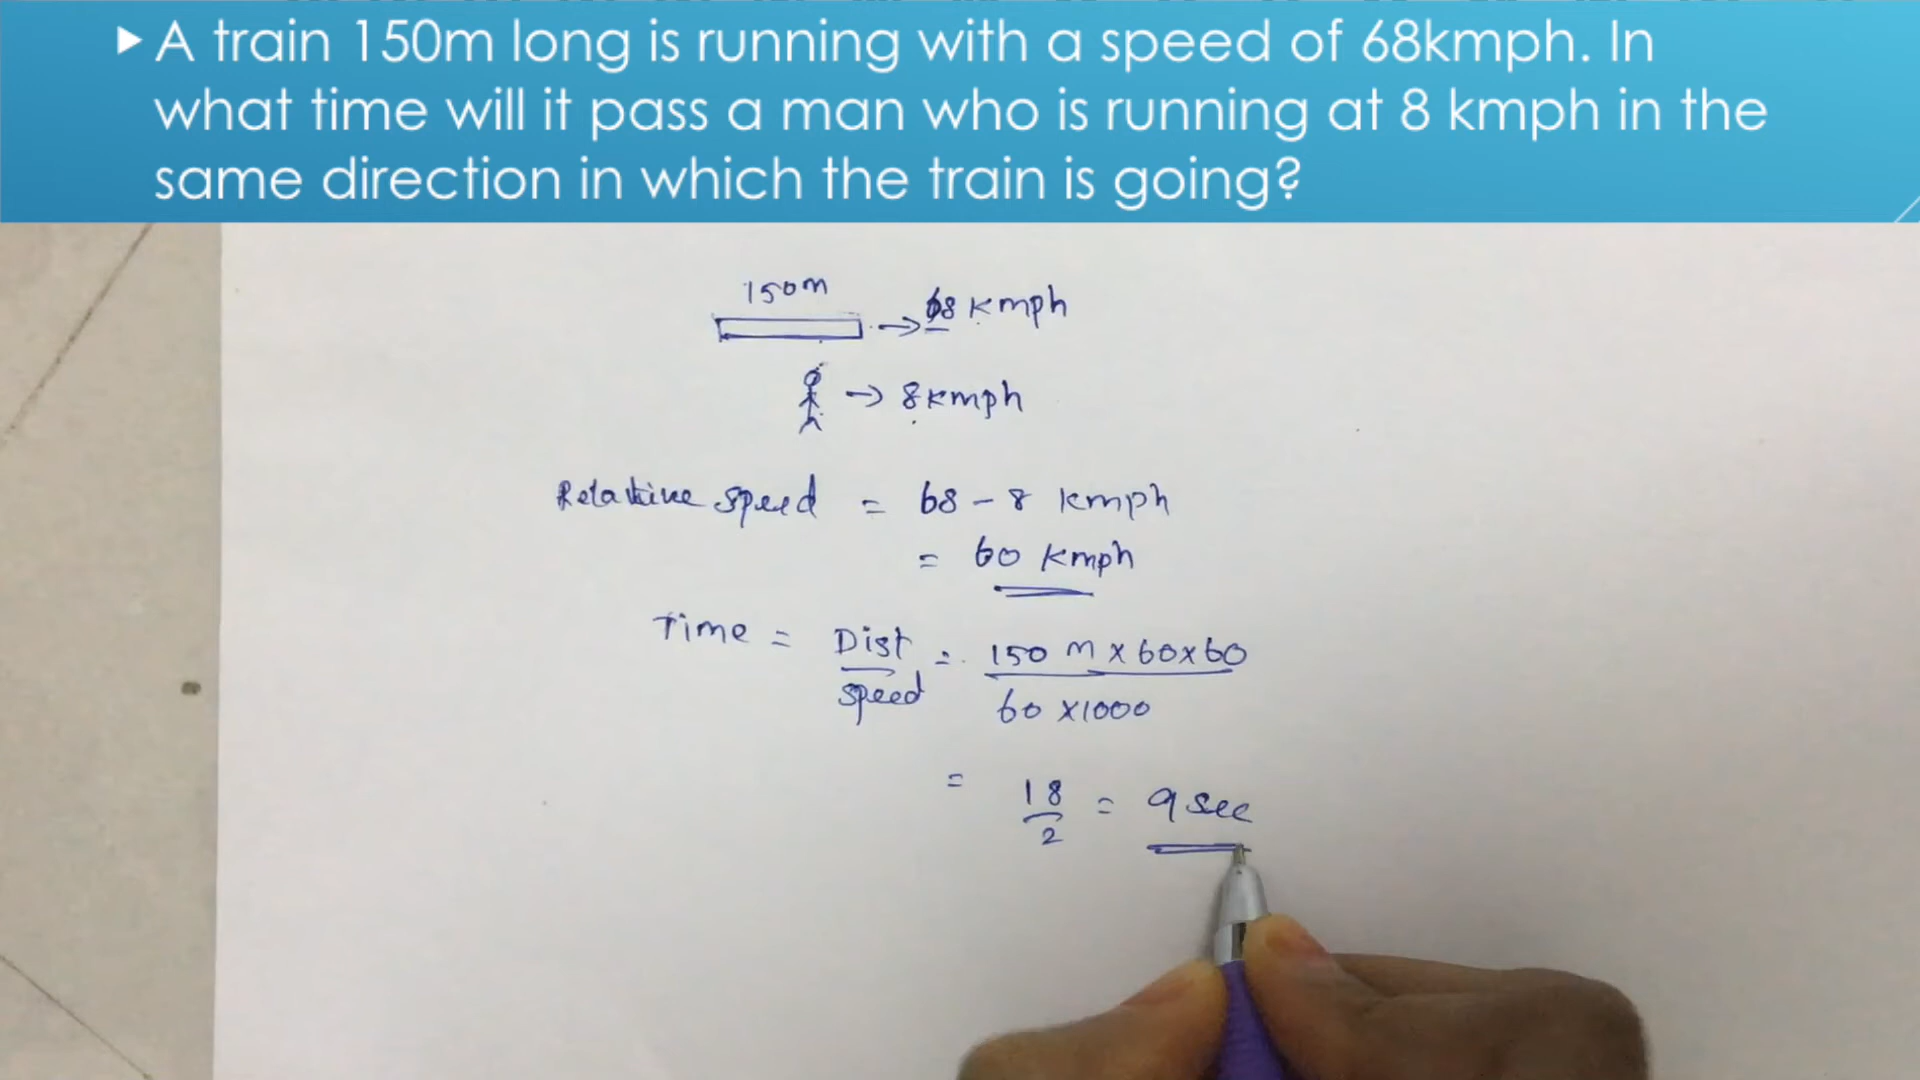 A train 150m long is running with a speed of 68kmph. In
what time will it pass a man who is running at 8 kmph in the
same direction in which the train is going?
150m
→ 68 kmph
→ 8kmph
Relative speed = 68 - 8 kmph
= 60 kmph
Time = Dist / speed = 150 m x 60x60 / 60 x1000
= 18 / 2 = 9 sec